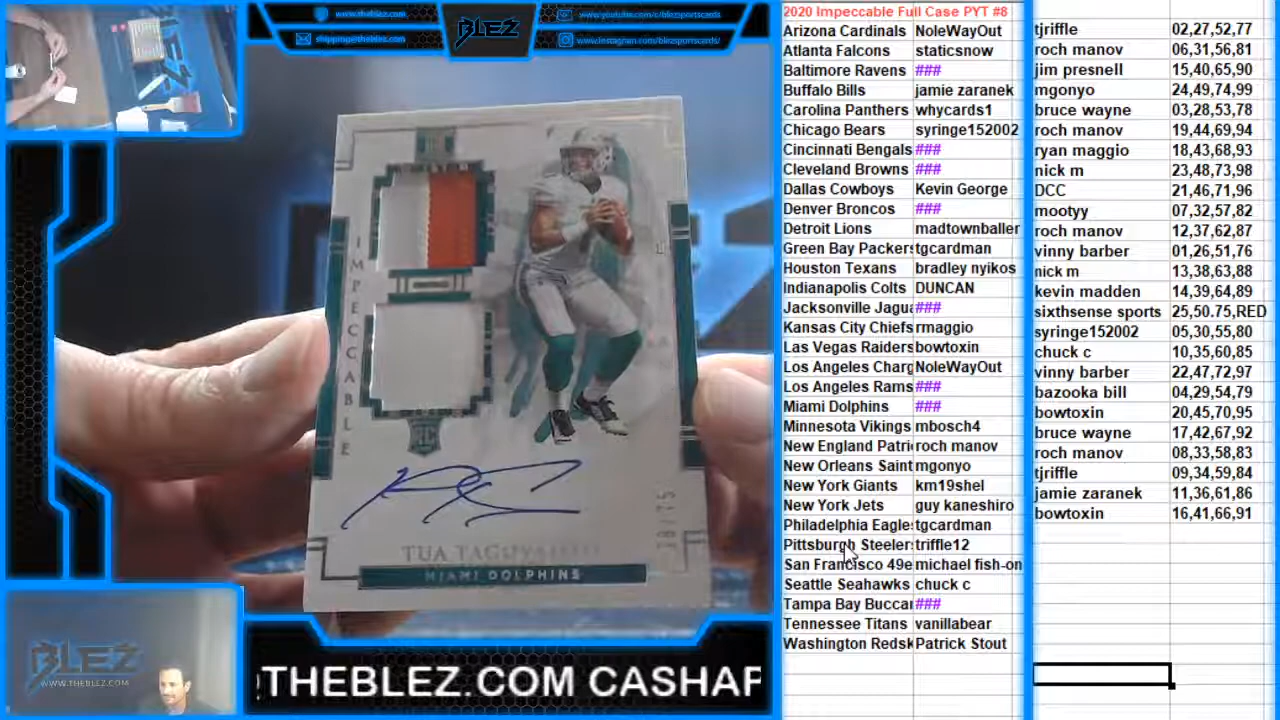 www.theblez.com
shipping@theblez.com
BLEZ
www.youtube.com/c/blezsportscards
www.instagram.com/blezsportscards/
IMPECCABLE
RC
38/75
TUA TAGOVAILOA
MIAMI DOLPHINS
BLEZ
WWW.THEBLEZ.COM
THEBLEZ.COM CASHAP
2020 Impeccable Full Case PYT #8
Arizona Cardinals NoleWayOut
Atlanta Falcons staticsnow
Baltimore Ravens ###
Buffalo Bills jamie zaranek
Carolina Panthers whycards1
Chicago Bears syringe152002
Cincinnati Bengals ###
Cleveland Browns ###
Dallas Cowboys Kevin George
Denver Broncos ###
Detroit Lions madtownballer
Green Bay Packers tgcardman
Houston Texans bradley nyikos
Indianapolis Colts DUNCAN
Jacksonville Jagua ###
Kansas City Chiefs rmaggio
Las Vegas Raiders bowtoxin
Los Angeles Charg NoleWayOut
Los Angeles Rams ###
Miami Dolphins ###
Minnesota Vikings mbosch4
New England Patri roch manov
New Orleans Saint mgonyo
New York Giants km19shel
New York Jets guy kaneshiro
Philadelphia Eagle tgcardman
Pittsburgh Steeler triffle12
San Francisco 49e michael fish-on
Seattle Seahawks chuck c
Tampa Bay Bucca ###
Tennessee Titans vanillabear
Washington Redsk Patrick Stout
tjriffle 02,27,52,77
roch manov 06,31,56,81
jim presnell 15,40,65,90
mgonyo 24,49,74,99
bruce wayne 03,28,53,78
roch manov 19,44,69,94
ryan maggio 18,43,68,93
nick m 23,48,73,98
DCC 21,46,71,96
mootyy 07,32,57,82
roch manov 12,37,62,87
vinny barber 01,26,51,76
nick m 13,38,63,88
kevin madden 14,39,64,89
sixthsense sports 25,50.75,RED
syringe152002 05,30,55,80
chuck c 10,35,60,85
vinny barber 22,47,72,97
bazooka bill 04,29,54,79
bowtoxin 20,45,70,95
bruce wayne 17,42,67,92
roch manov 08,33,58,83
tjriffle 09,34,59,84
jamie zaranek 11,36,61,86
bowtoxin 16,41,66,91